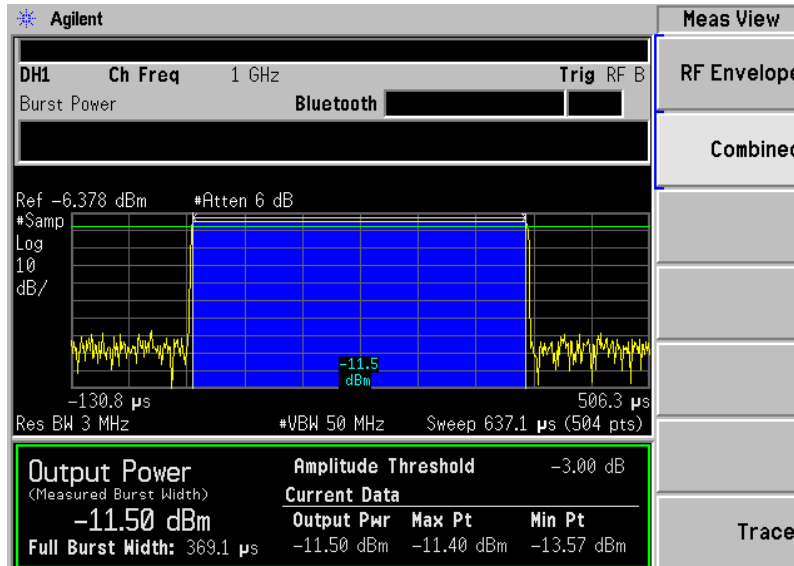 Agilent
Meas View
DH1 Ch Freq 1 GHz Trig RF B
Burst Power Bluetooth
RF Envelope
Combined
Ref -6.378 dBm #Atten 6 dB
#Samp
Log
10
dB/
-11.5
dBm
-130.8 µs 506.3 µs
Res BW 3 MHz #VBW 50 MHz Sweep 637.1 µs (504 pts)
Output Power
(Measured Burst Width)
-11.50 dBm
Full Burst Width: 369.1 µs
Amplitude Threshold -3.00 dB
Current Data
Output Pwr Max Pt Min Pt
-11.50 dBm -11.40 dBm -13.57 dBm
Trace